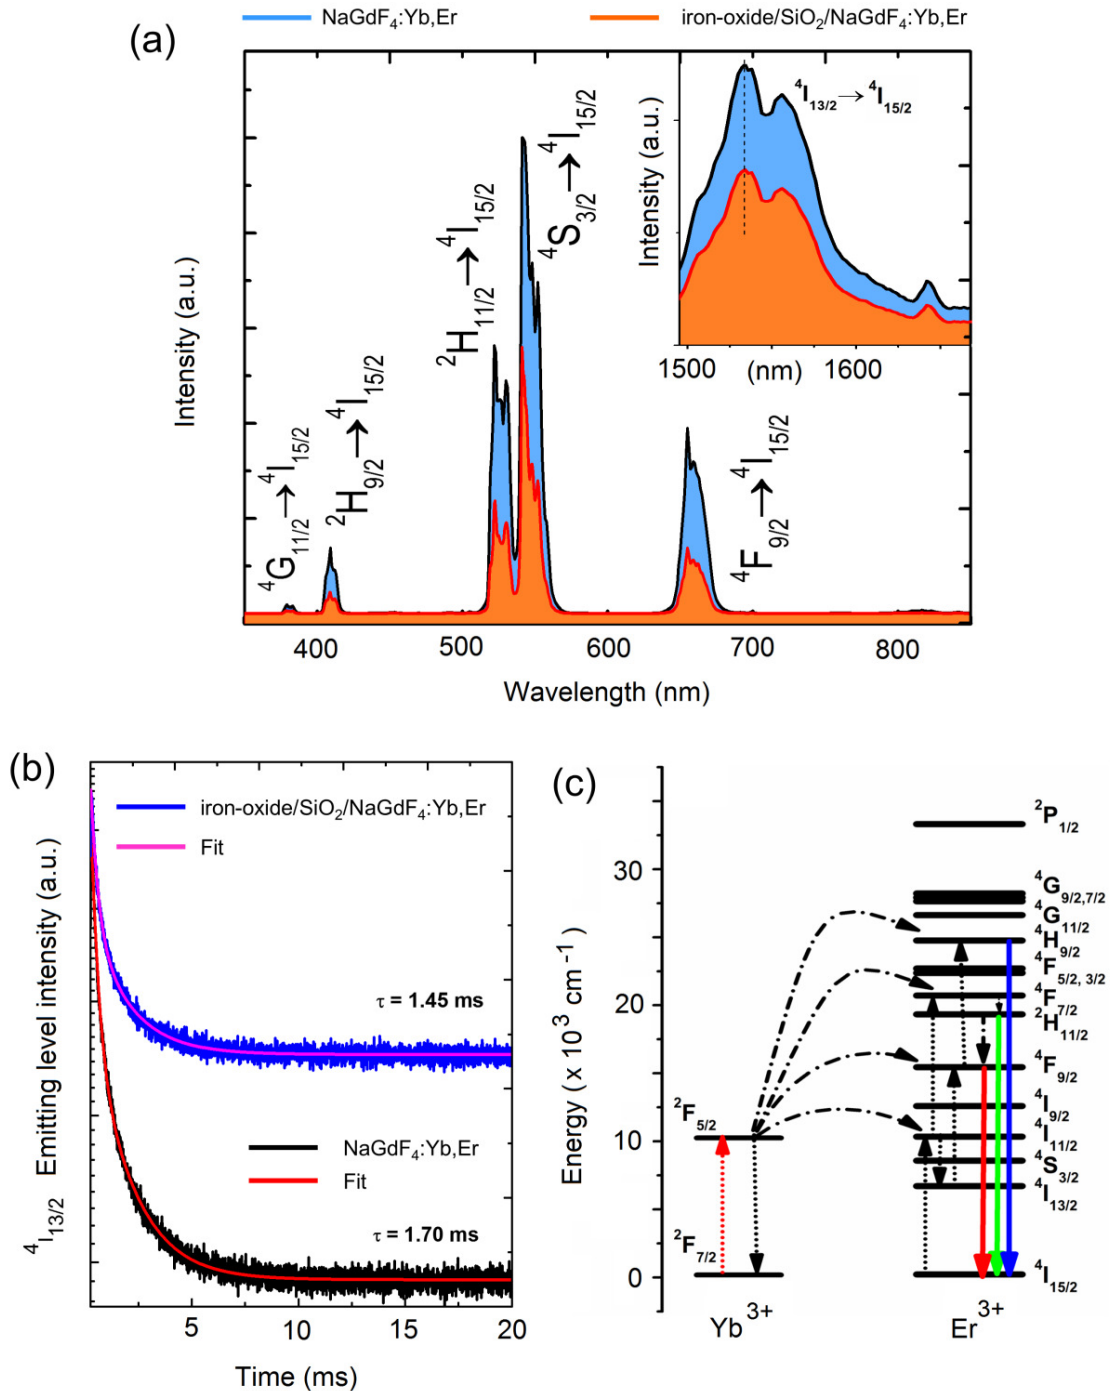 NaGdF₄:Yb,Er
iron-oxide/SiO₂/NaGdF₄:Yb,Er
(a)
Intensity (a.u.)
⁴G₁₁/₂→⁴I₁₅/₂
²H₉/₂→⁴I₁₅/₂
²H₁₁/₂→⁴I₁₅/₂
⁴S₃/₂→⁴I₁₅/₂
⁴F₉/₂→⁴I₁₅/₂
Intensity (a.u.)
⁴I₁₃/₂→⁴I₁₅/₂
1500 (nm) 1600
400 500 600 700 800
Wavelength (nm)
(b)
⁴I₁₃/₂ Emitting level intensity (a.u.)
iron-oxide/SiO₂/NaGdF₄:Yb,Er
Fit
τ = 1.45 ms
NaGdF₄:Yb,Er
Fit
τ = 1.70 ms
5 10 15 20
Time (ms)
(c)
Energy (x 10³ cm⁻¹)
30
20
10
0
²F₅/₂
²F₇/₂
Yb³⁺
²P₁/₂
⁴G₉/₂,₇/₂
⁴G₁₁/₂
⁴H₉/₂
⁴F₅/₂, ₃/₂
⁴F₇/₂
²H₁₁/₂
⁴F₉/₂
⁴I₉/₂
⁴I₁₁/₂
⁴S₃/₂
⁴I₁₃/₂
⁴I₁₅/₂
Er³⁺